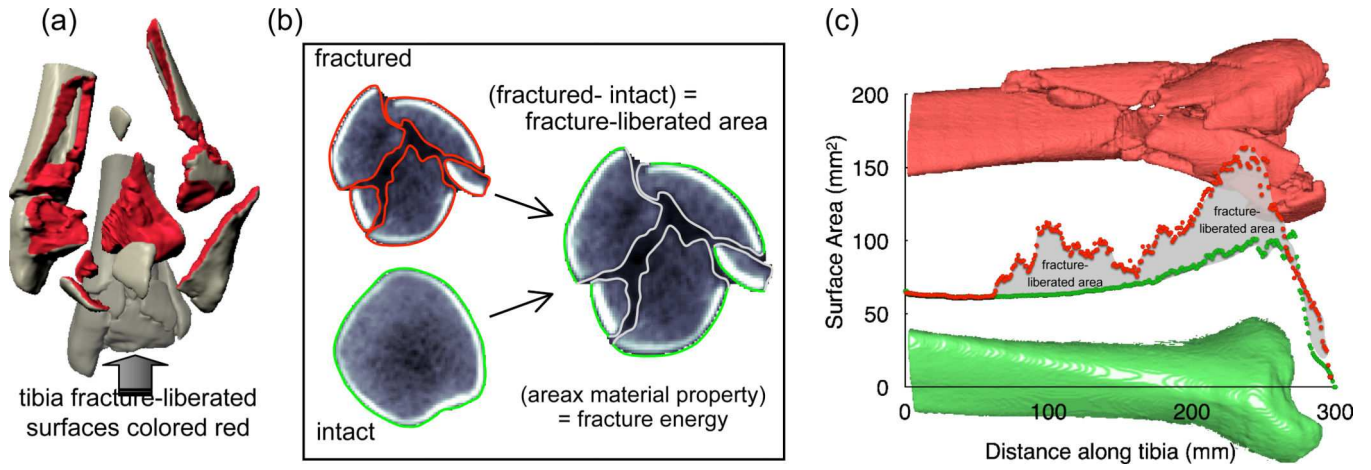 (a)
tibia fracture-liberated
surfaces colored red
(b)
fractured
(fractured- intact) =
fracture-liberated area
intact
(areax material property)
= fracture energy
(c)
Surface Area (mm²)
200
150
100
50
0
fracture-
liberated area
fracture-
liberated area
0
100
200
300
Distance along tibia (mm)